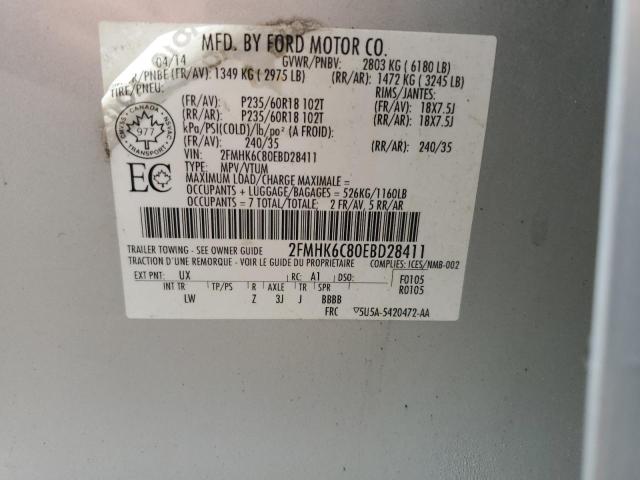 MFD. BY FORD MOTOR CO.
04/14 GVWR/PNBV: 2803 KG ( 6180 LB)
/PNBE (FR/AV): 1349 KG ( 2975 LB) (RR/AR): 1472 KG ( 3245 LB)
TIRE/PNEU: RIMS/JANTES:
(FR/AV): P235/60R18 102T (FR/AV): 18X7.5J
(RR/AR): P235/60R18 102T (RR/AR): 18X7.5J
kPa/PSI(COLD)/lb/po² (A FROID):
(FR/AV): 240/35 (RR/AR): 240/35
CANADA
977
TRANSPORT
VIN: 2FMHK6C80EBD28411
TYPE: MPV/VTUM
EC
MAXIMUM LOAD/CHARGE MAXIMALE =
OCCUPANTS + LUGGAGE/BAGAGES = 526KG/1160LB
OCCUPANTS = 7 TOTAL/TOTALE: 2 FR/AV, 5 RR/AR
TRAILER TOWING - SEE OWNER GUIDE 2FMHK6C80EBD28411
TRACTION D'UNE REMORQUE - VOIR LE GUIDE DU PROPRIETAIRE COMPLIES: ICES/NMB-002
EXT PNT: UX RC: A1 DSO: F0105
INT TR TP/PS R AXLE TR SPR R0105
LW Z 3J J BBBB
FRC 5U5A-5420472-AA